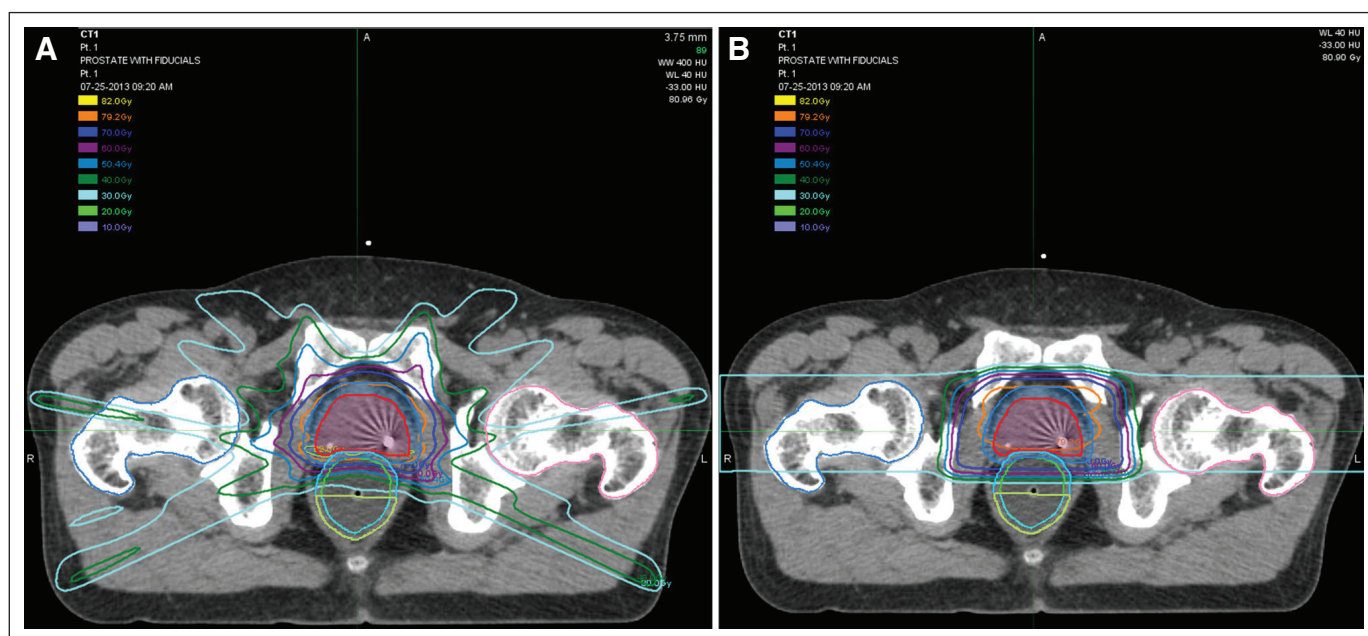 A
CT1
Pt. 1
PROSTATE WITH FIDUCIALS
Pt. 1
07-25-2013 09:20 AM
82.0Gy
79.2Gy
70.0Gy
60.0Gy
50.4Gy
40.0Gy
30.0Gy
20.0Gy
10.0Gy
A
3.75 mm
89
WW 400 HU
WL 40 HU
-33.00 HU
80.96 Gy
R
L
B
CT1
Pt. 1
PROSTATE WITH FIDUCIALS
Pt. 1
07-25-2013 09:20 AM
82.0Gy
79.2Gy
70.0Gy
60.0Gy
50.4Gy
40.0Gy
30.0Gy
20.0Gy
10.0Gy
A
WL 40 HU
-33.00 HU
80.90 Gy
R
L